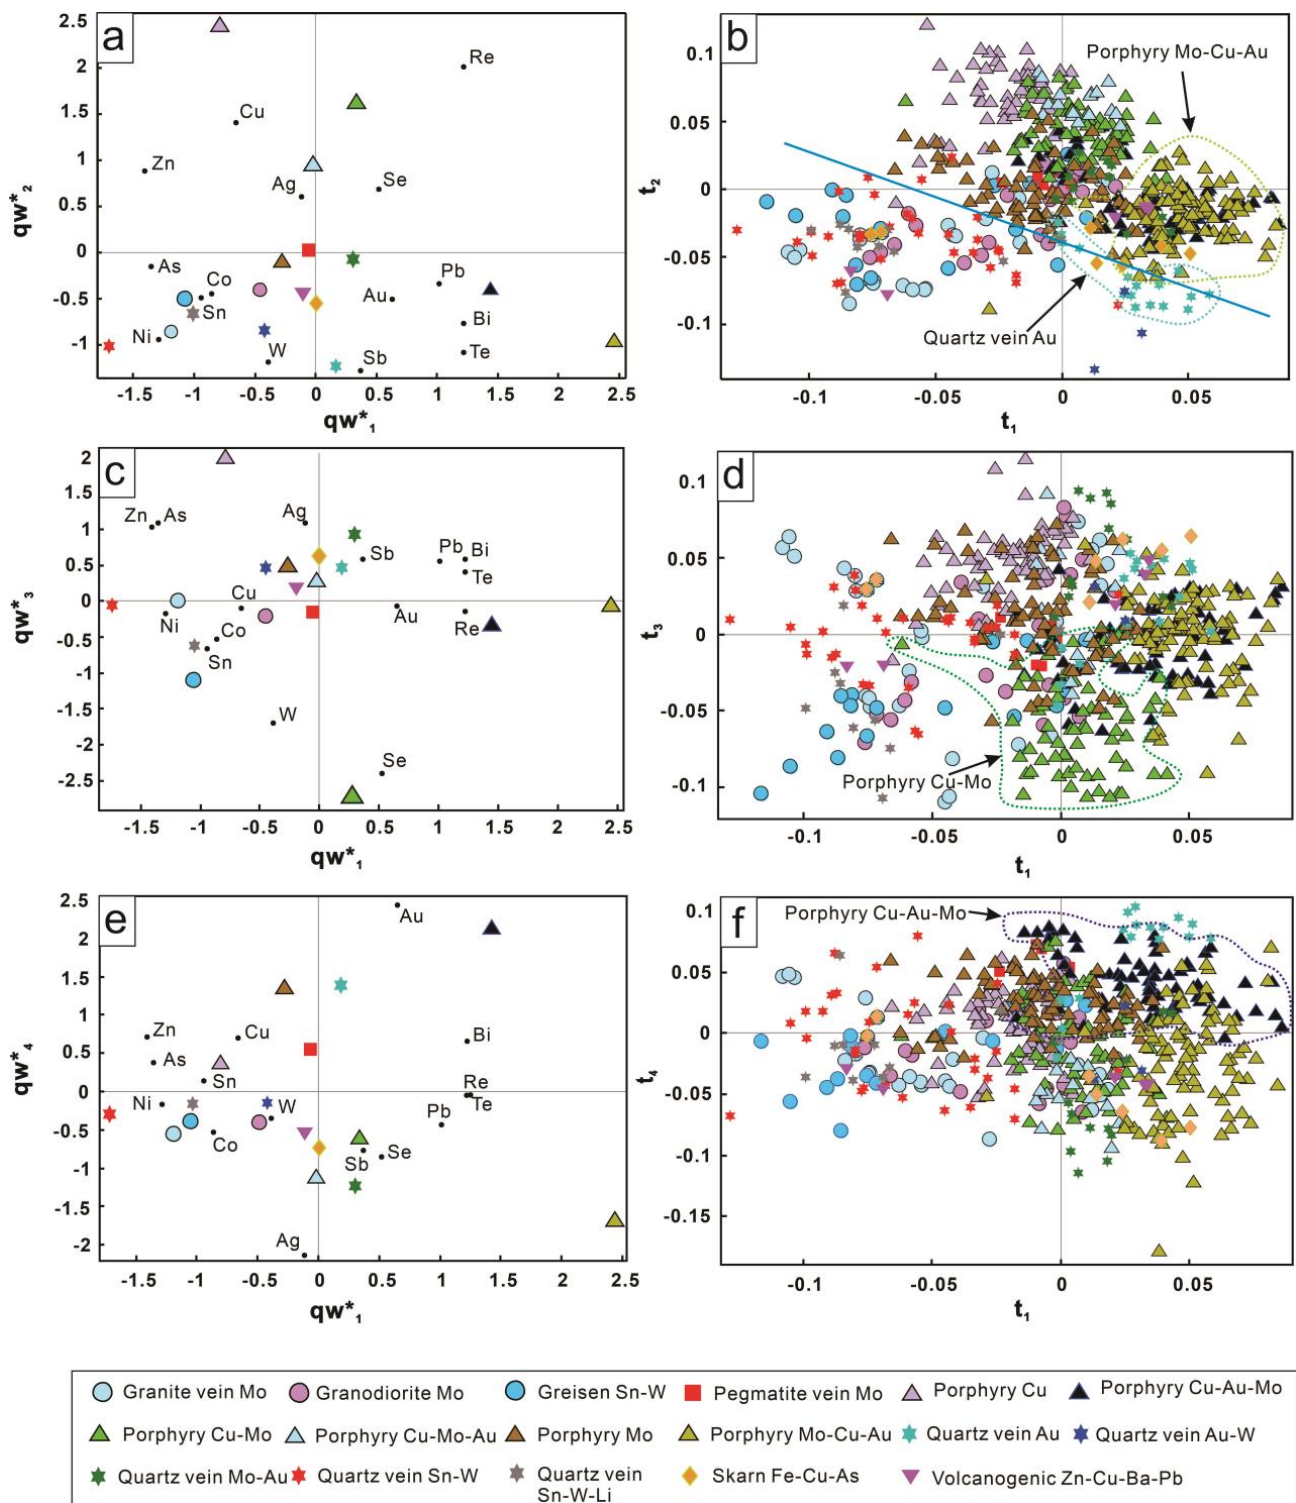 a
2.5
2
1.5
1
0.5
0
-0.5
-1
qw*2
Re
Cu
Zn
Ag
Se
As
Co
Sn
Ni
W
Pb
Au
Bi
Te
Sb
-1.5 -1 -0.5 0 0.5 1 1.5 2 2.5
qw*1
b
0.1
0.05
0
-0.05
-0.1
t2
Porphyry Mo-Cu-Au
Quartz vein Au
-0.1 -0.05 0 0.05
t1
c
2
1.5
1
0.5
0
-0.5
-1
-1.5
-2
-2.5
qw*3
Zn As
Ag
Sb
Pb Bi
Te
Cu
Ni
Co
Sn
Au
Re
W
Se
-1.5 -1 -0.5 0 0.5 1 1.5 2 2.5
qw*1
d
0.1
0.05
0
-0.05
-0.1
t3
Porphyry Cu-Mo
-0.1 -0.05 0 0.05
t1
e
2.5
2
1.5
1
0.5
0
-0.5
-1
-1.5
-2
qw*4
Au
Zn
Cu
As
Sn
Bi
Ni
W
Re
Te
Pb
Co
Sb
Se
Ag
-1.5 -1 -0.5 0 0.5 1 1.5 2 2.5
qw*1
f
0.1
0.05
0
-0.05
-0.1
-0.15
t4
Porphyry Cu-Au-Mo
-0.1 -0.05 0 0.05
t1
Granite vein Mo Granodiorite Mo Greisen Sn-W Pegmatite vein Mo Porphyry Cu Porphyry Cu-Au-Mo
Porphyry Cu-Mo Porphyry Cu-Mo-Au Porphyry Mo Porphyry Mo-Cu-Au Quartz vein Au Quartz vein Au-W
Quartz vein Mo-Au Quartz vein Sn-W Quartz vein Skarn Fe-Cu-As Volcanogenic Zn-Cu-Ba-Pb
Sn-W-Li